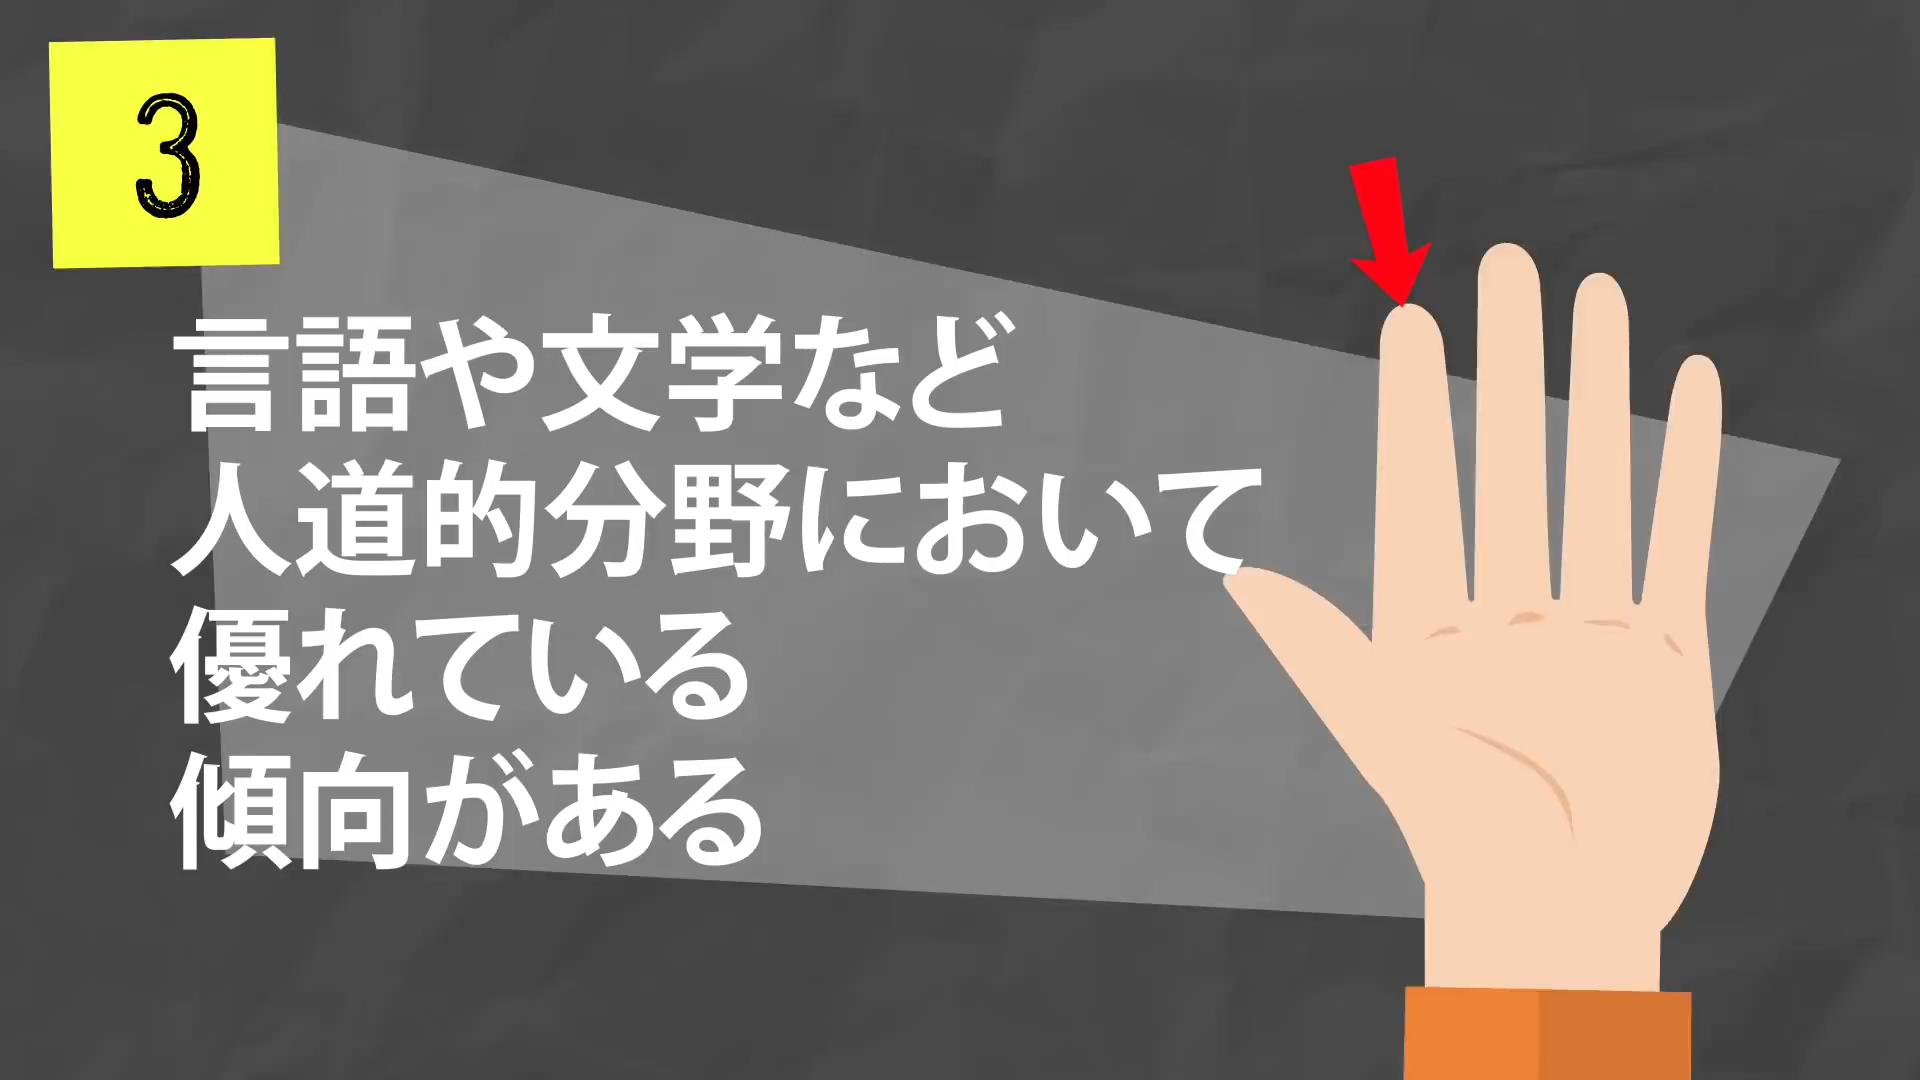 3
言語や文学など
人道的分野において
優れている
傾向がある